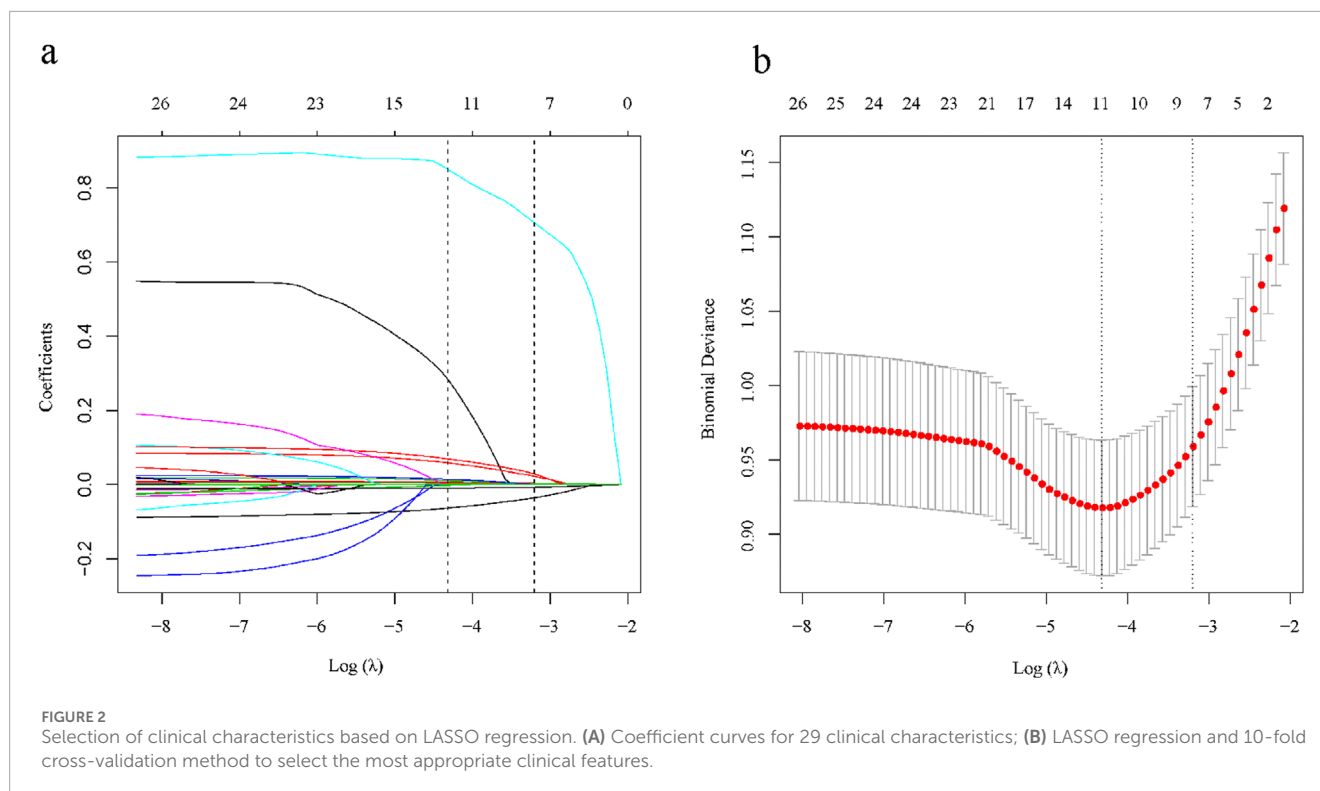 a
26 24 23 15 11 7 0
0.8
0.6
0.4
0.2
0.0
−0.2
Coefficients
−8 −7 −6 −5 −4 −3 −2
Log (λ)
b
26 25 24 24 23 21 17 14 11 10 9 7 5 2
1.15
1.10
1.05
1.00
0.95
0.90
Binomial Deviance
−8 −7 −6 −5 −4 −3 −2
Log (λ)
FIGURE 2
Selection of clinical characteristics based on LASSO regression. (A) Coefficient curves for 29 clinical characteristics; (B) LASSO regression and 10-fold
cross-validation method to select the most appropriate clinical features.